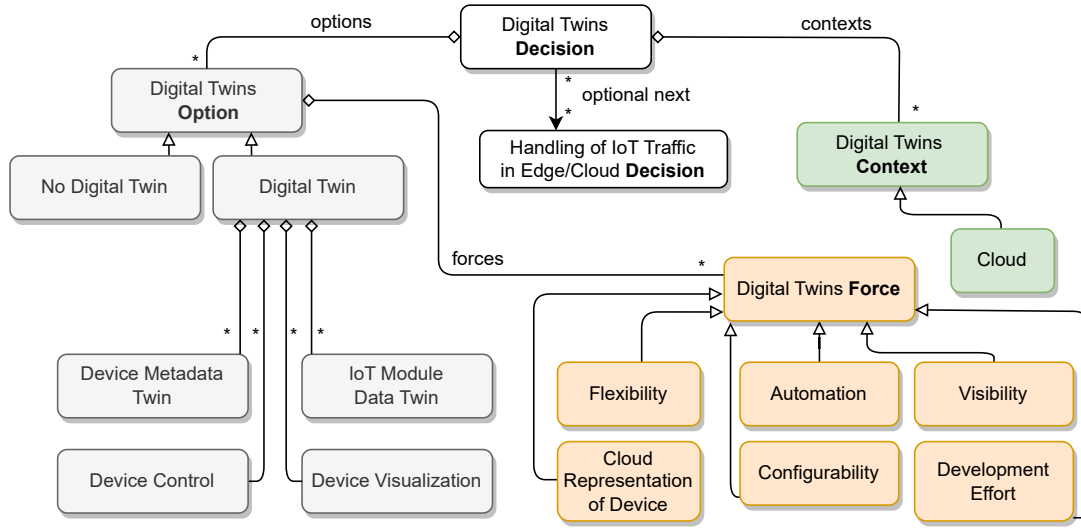 options
Digital Twins
Decision
contexts
*
*
optional next
*
*
Digital Twins
Option
Handling of IoT Traffic
in Edge/Cloud Decision
Digital Twins
Context
No Digital Twin
Digital Twin
Cloud
forces
*
Digital Twins Force
*
*
*
*
Device Metadata
Twin
IoT Module
Data Twin
Flexibility
Automation
Visibility
Device Control
Device Visualization
Cloud
Representation
of Device
Configurability
Development
Effort